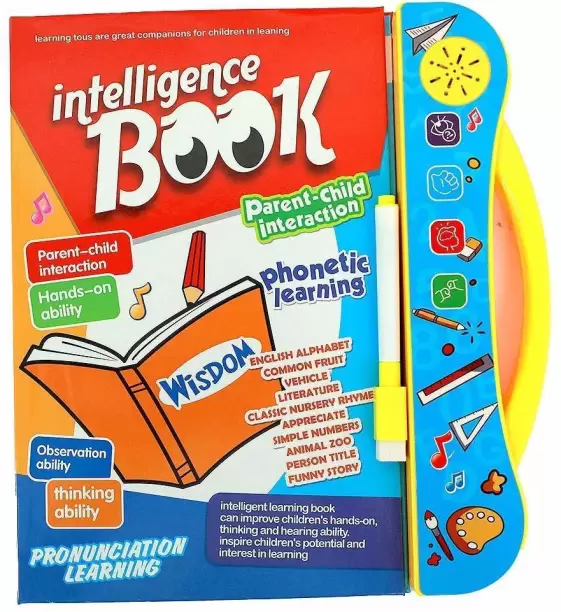 learning tous are great companions for children in leaning
intelligence
BOOK
Parent-Child
interaction
Parent-child
interaction
Hands-on
ability
phonetic
learning
WISDOM
ENGLISH ALPHABET
COMMON FRUIT
VEHICLE
LITERATURE
CLASSIC NURSERY RHYME
APPRECIATE
SIMPLE NUMBERS
ANIMAL ZOO
PERSON TITLE
FUNNY STORY
Observation
ability
thinking
ability
intelligent learning book
can improve children's hands-on,
thinking and hearing ability.
inspire children's potential and
interest in learning
PRONUNCIATION
LEARNING